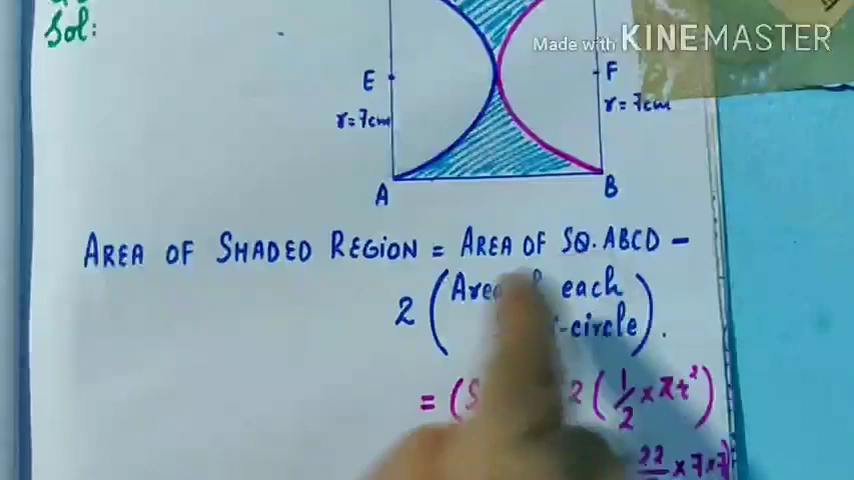 Sol:
Made with KINEMASTER
E
F
r=7cm
r=7cm
A
B
AREA OF SHADED REGION = AREA OF SQ. ABCD -
2 (Area each
-circle).
= (S 2 (1/2 × πr²)
22 × 7 × 7)